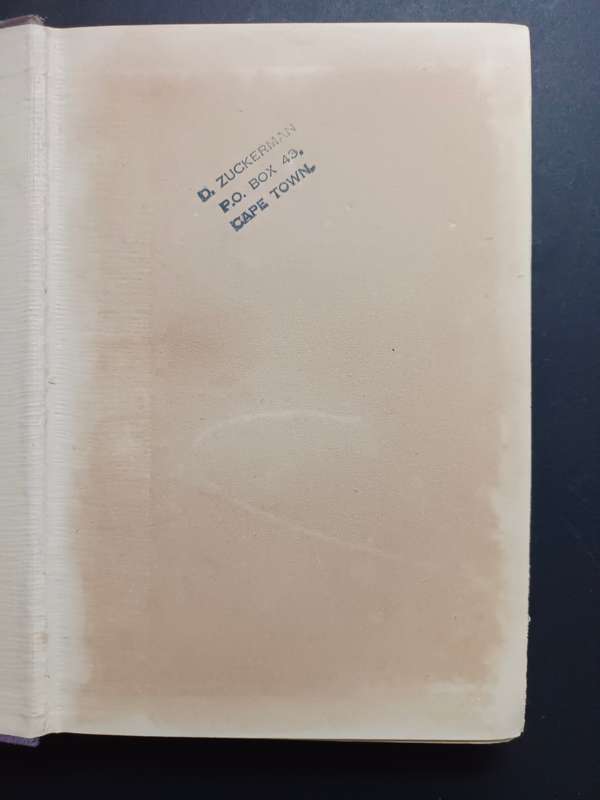 D. ZUCKERMAN
P.O. BOX 43.
CAPE TOWN.